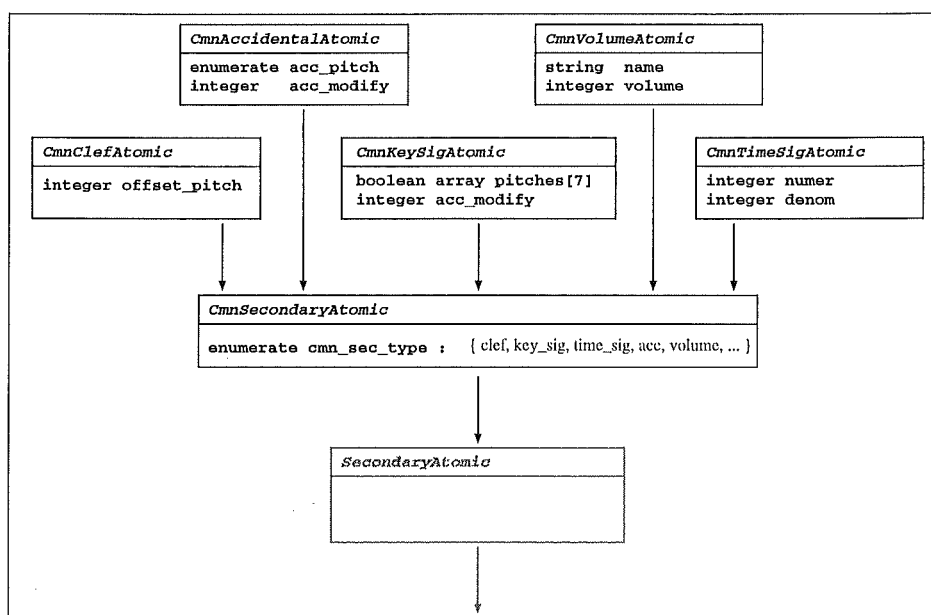 CmnAccidentalAtomic
enumerate acc_pitch
integer acc_modify
CmnVolumeAtomic
string name
integer volume
CmnClefAtomic
integer offset_pitch
CmnKeySigAtomic
boolean array pitches[7]
integer acc_modify
CmnTimeSigAtomic
integer numer
integer denom
CmnSecondaryAtomic
enumerate cmn_sec_type : { clef, key_sig, time_sig, acc, volume, ... }
SecondaryAtomic